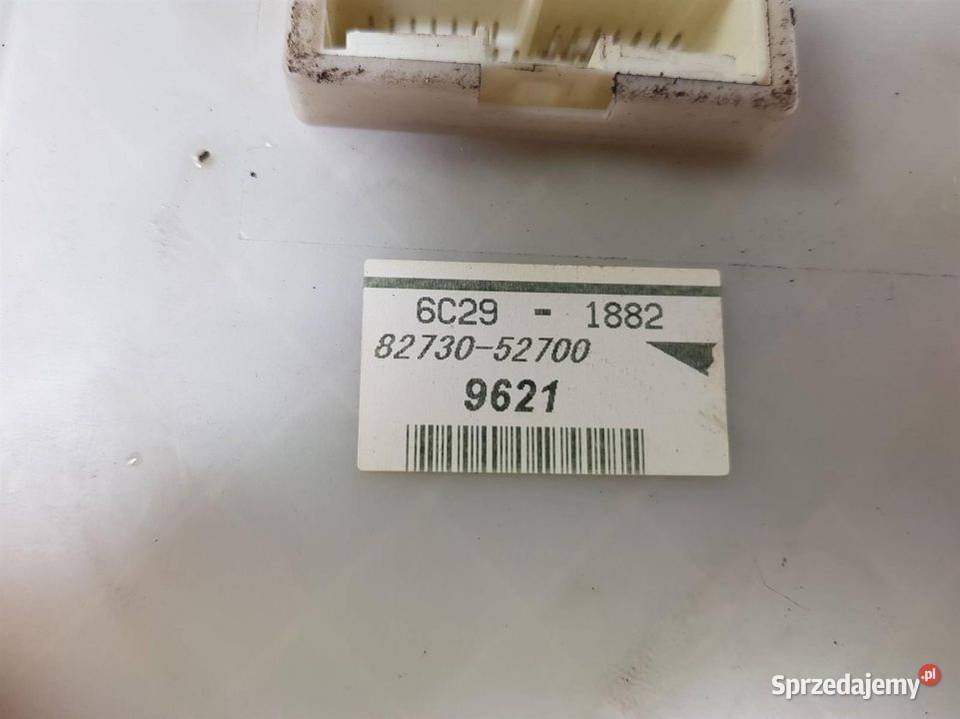 6C29 - 1882
82730-52700
9621
Sprzedajemy.pl